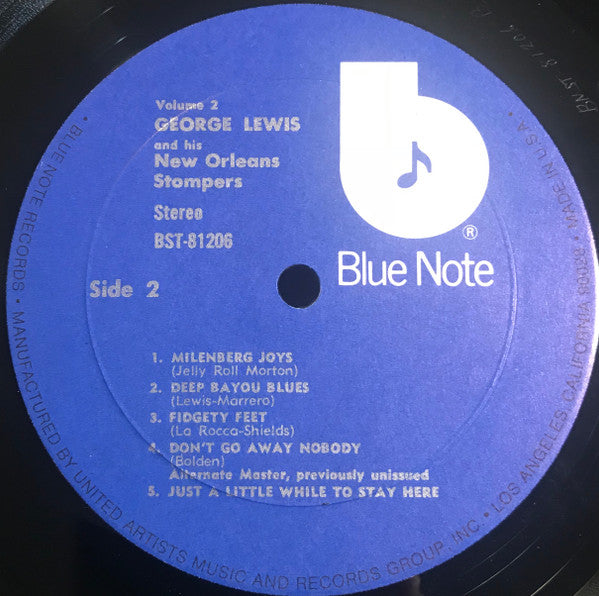 Volume 2
GEORGE LEWIS
and his
New Orleans
Stompers
Stereo
BST-81206
Side 2
®
Blue Note
1. MILENBERG JOYS
(Jelly Roll Morton)
2. DEEP BAYOU BLUES
(Lewis-Marrero)
3. FIDGETY FEET
(La Rocca-Shields)
4. DON'T GO AWAY NOBODY
(Bolden)
Alternate Master, previously unissued
5. JUST A LITTLE WHILE TO STAY HERE
• BLUE NOTE RECORDS • MANUFACTURED BY UNITED ARTISTS MUSIC AND RECORDS GROUP, INC. • LOS ANGELES, CALIFORNIA 90028 • MADE IN U.S.A.
BNST 81206 B